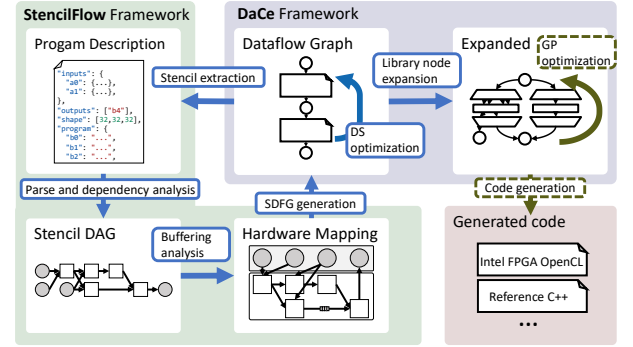 StencilFlow Framework
DaCe Framework
Progam Description
"inputs": {
"a0": {...},
"a1": {...},
},
"outputs": ["b4"],
"shape": [32,32,32],
"program": {
"b0": "...",
"b1": "...",
"b2": "...",
Stencil extraction
Dataflow Graph
DS
optimization
Library node
expansion
Expanded
GP
optimization
Parse and dependency analysis
SDFG generation
Code generation
Stencil DAG
Buffering
analysis
Hardware Mapping
Generated code
Intel FPGA OpenCL
Reference C++
...